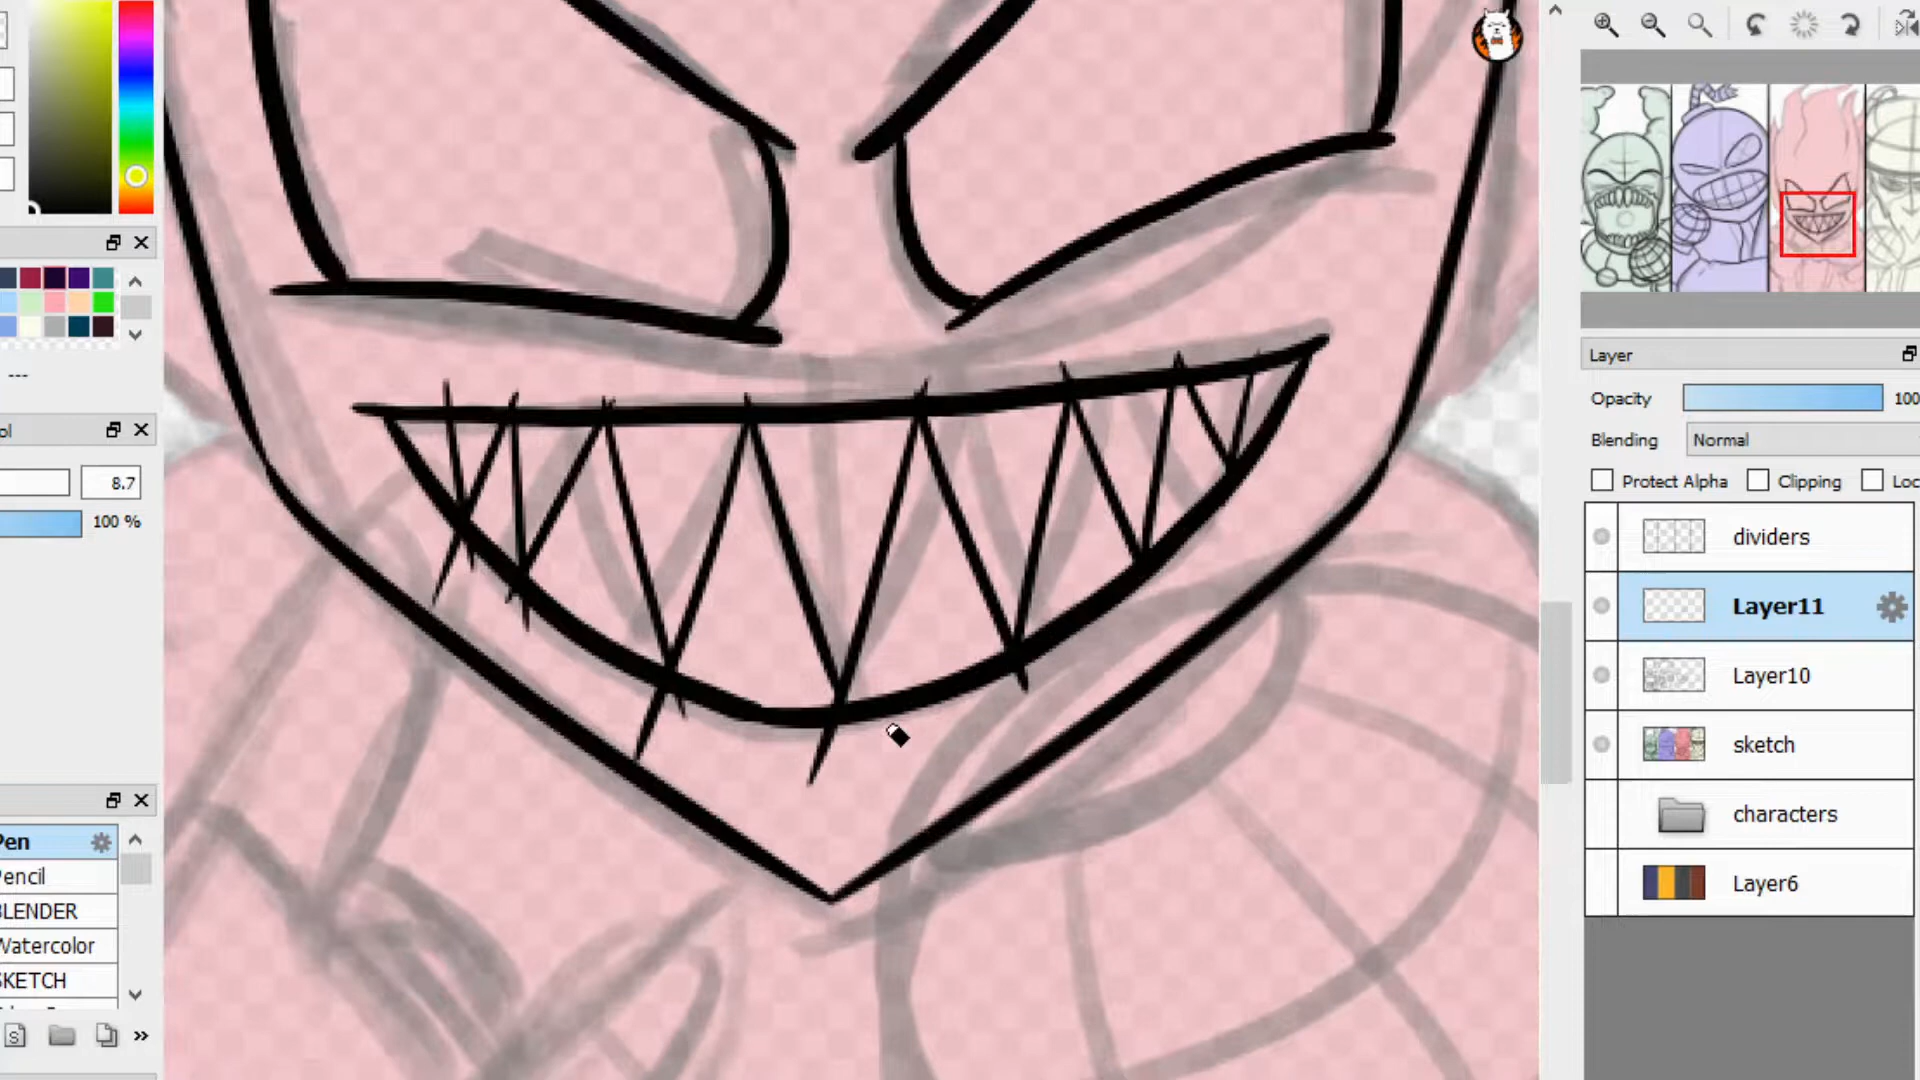 ---
ol
8.7
100 %
Pen
Pencil
BLENDER
Watercolor
SKETCH
S
»
Layer
Opacity
100
Blending
Normal
Protect Alpha
Clipping
Loc
dividers
Layer11
Layer10
sketch
characters
Layer6